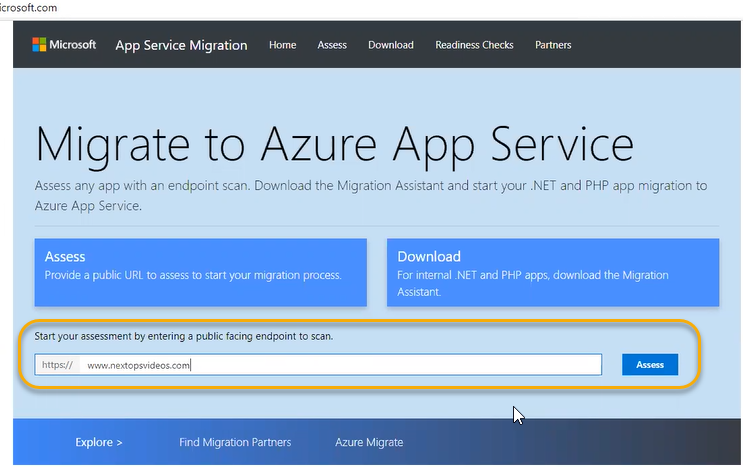 icrosoft.com
Microsoft App Service Migration Home Assess Download Readiness Checks Partners
Migrate to Azure App Service
Assess any app with an endpoint scan. Download the Migration Assistant and start your .NET and PHP app migration to
Azure App Service.
Assess
Provide a public URL to assess to start your migration process.
Download
For internal .NET and PHP apps, download the Migration
Assistant.
Start your assessment by entering a public facing endpoint to scan.
https:// www.nextopsvideos.com Assess
Explore > Find Migration Partners Azure Migrate